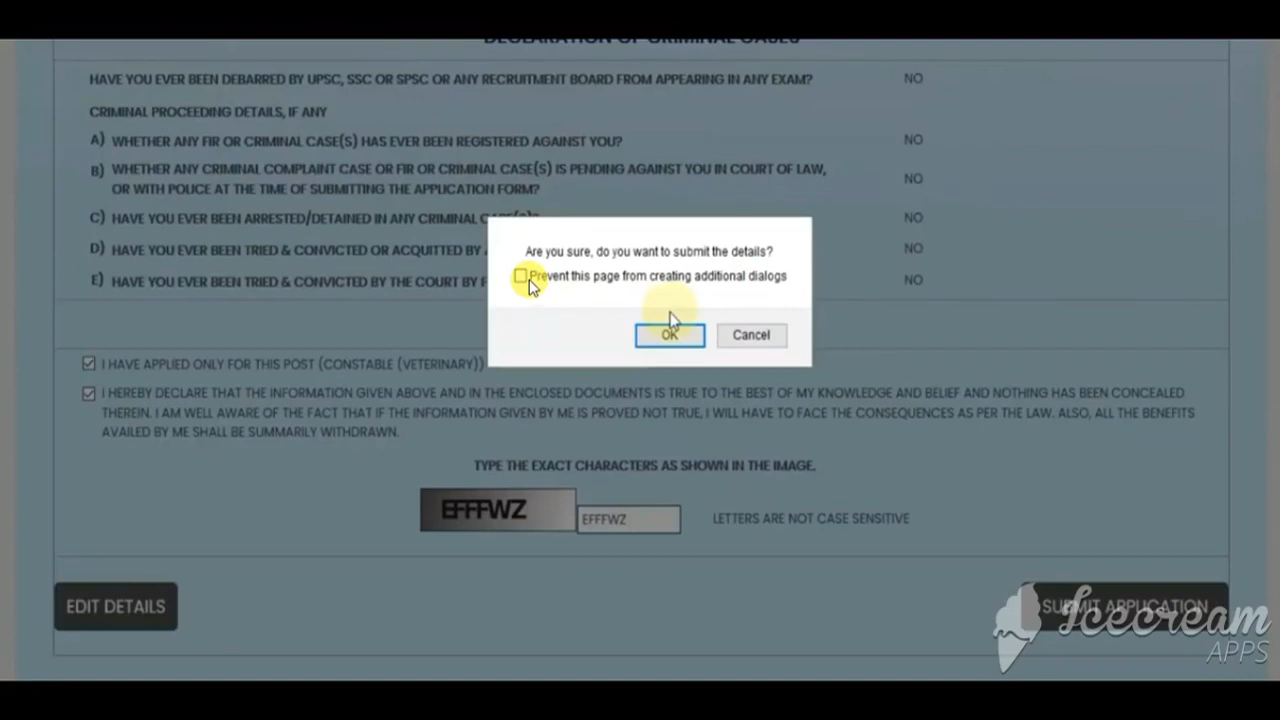 DECLARATION OF CRIMINAL CASES
HAVE YOU EVER BEEN DEBARRED BY UPSC, SSC OR SPSC OR ANY RECRUITMENT BOARD FROM APPEARING IN ANY EXAM? NO
CRIMINAL PROCEEDING DETAILS, IF ANY
A) WHETHER ANY FIR OR CRIMINAL CASE(S) HAS EVER BEEN REGISTERED AGAINST YOU? NO
B) WHETHER ANY CRIMINAL COMPLAINT CASE OR FIR OR CRIMINAL CASE(S) IS PENDING AGAINST YOU IN COURT OF LAW, NO
OR WITH POLICE AT THE TIME OF SUBMITTING THE APPLICATION FORM?
C) HAVE YOU EVER BEEN ARRESTED/DETAINED IN ANY CRIMINAL CASE(S)? NO
D) HAVE YOU EVER BEEN TRIED & CONVICTED OR ACQUITTED BY NO
E) HAVE YOU EVER BEEN TRIED & CONVICTED BY THE COURT BY NO
Are you sure, do you want to submit the details?
Prevent this page from creating additional dialogs
OK Cancel
I HAVE APPLIED ONLY FOR THIS POST (CONSTABLE (VETERINARY))
I HEREBY DECLARE THAT THE INFORMATION GIVEN ABOVE AND IN THE ENCLOSED DOCUMENTS IS TRUE TO THE BEST OF MY KNOWLEDGE AND BELIEF AND NOTHING HAS BEEN CONCEALED
THEREIN. I AM WELL AWARE OF THE FACT THAT IF THE INFORMATION GIVEN BY ME IS PROVED NOT TRUE, I WILL HAVE TO FACE THE CONSEQUENCES AS PER THE LAW. ALSO, ALL THE BENEFITS
AVAILED BY ME SHALL BE SUMMARILY WITHDRAWN.
TYPE THE EXACT CHARACTERS AS SHOWN IN THE IMAGE.
EFFFWZ EFFFWZ LETTERS ARE NOT CASE SENSITIVE
EDIT DETAILS SUBMIT APPLICATION
Icecream
APPS